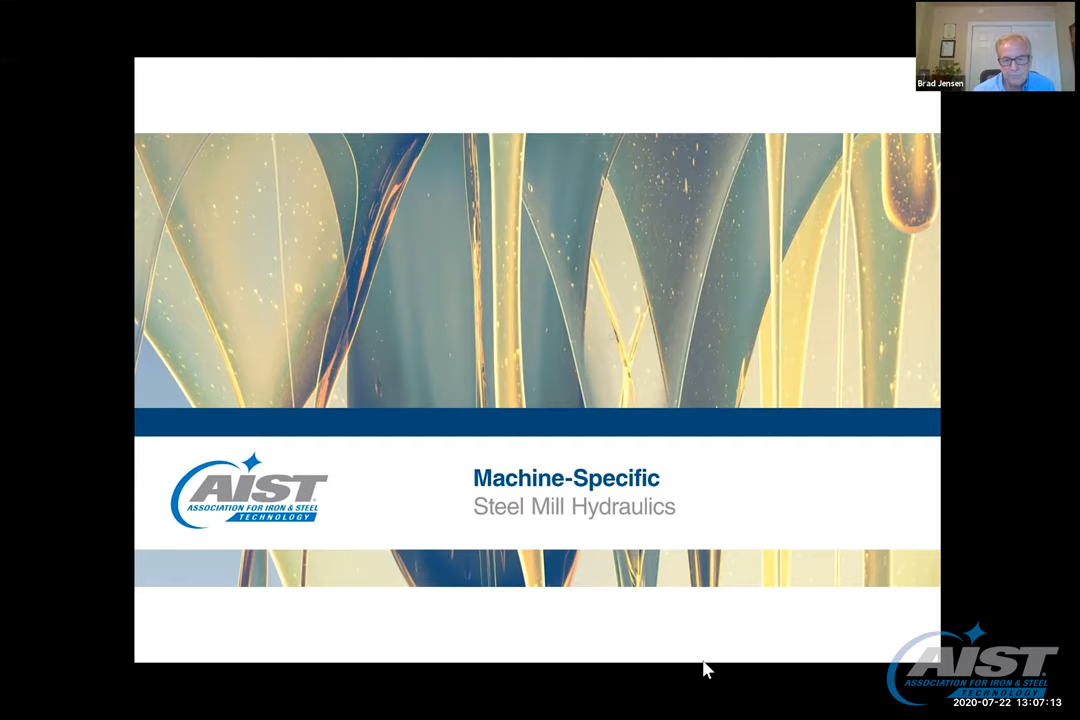 Brad Jensen
AIST
ASSOCIATION FOR IRON & STEEL
TECHNOLOGY
Machine-Specific
Steel Mill Hydraulics
AIST
ASSOCIATION FOR IRON & STEEL
TECHNOLOGY
2020-07-22 13:07:13